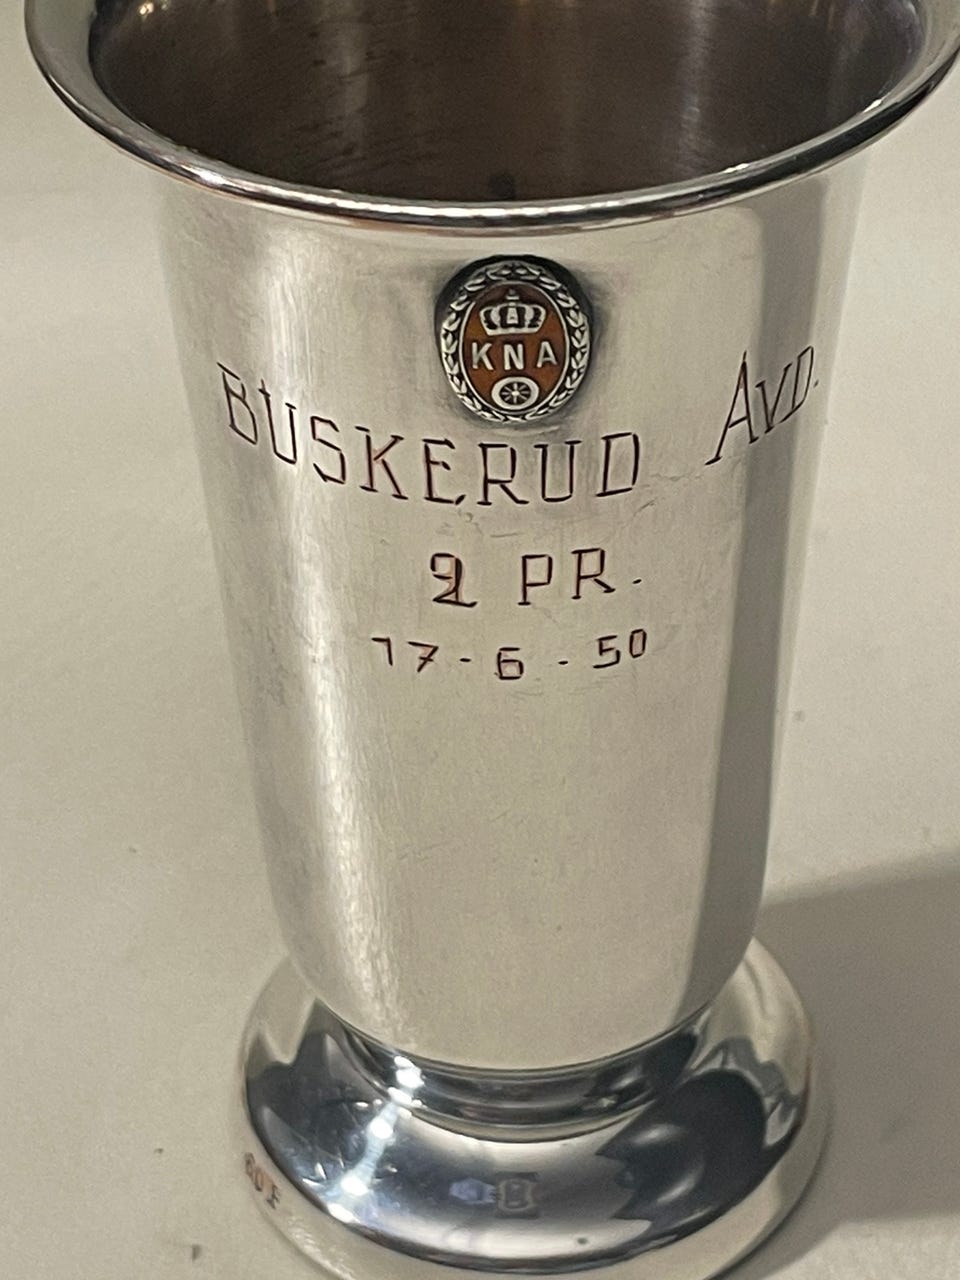 KNA
BUSKERUD AVD.
2 PR.
17-6-50